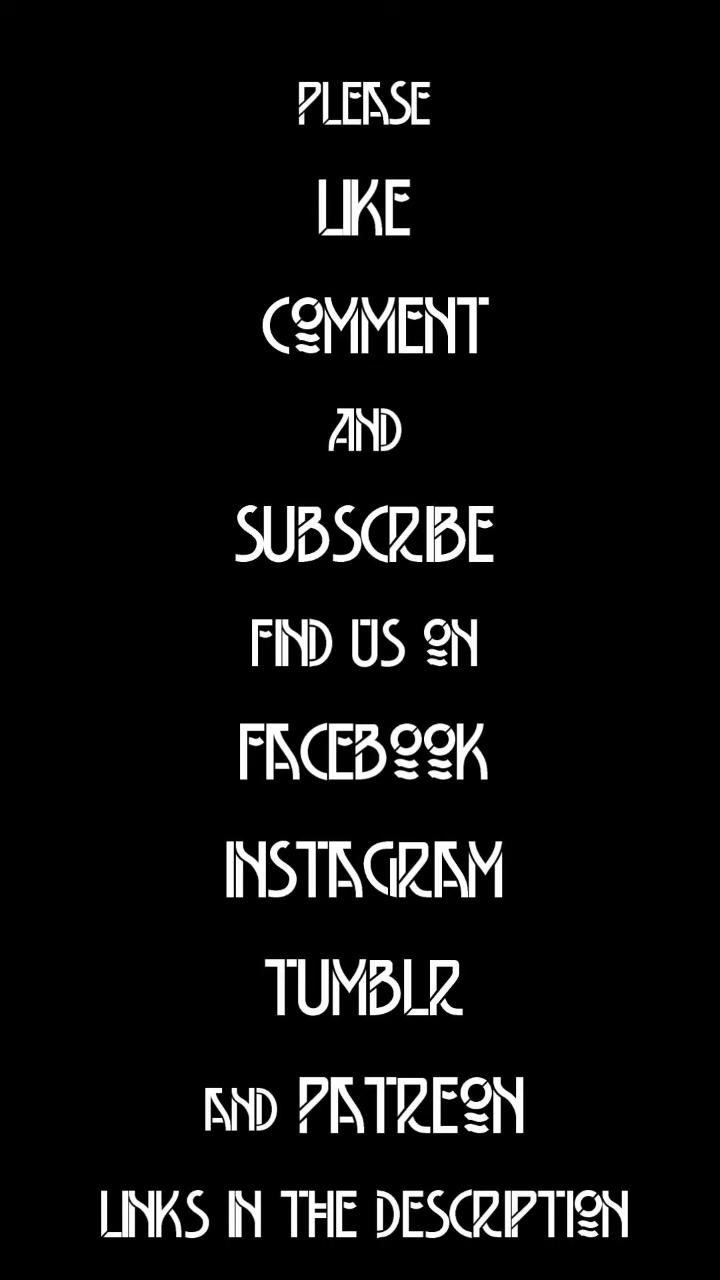 PLEASE
LIKE
COMMENT
AND
SUBSCRIBE
FIND US ON
FACEBOOK
INSTAGRAM
TUMBLR
AND PATREON
LINKS IN THE DESCRIPTION